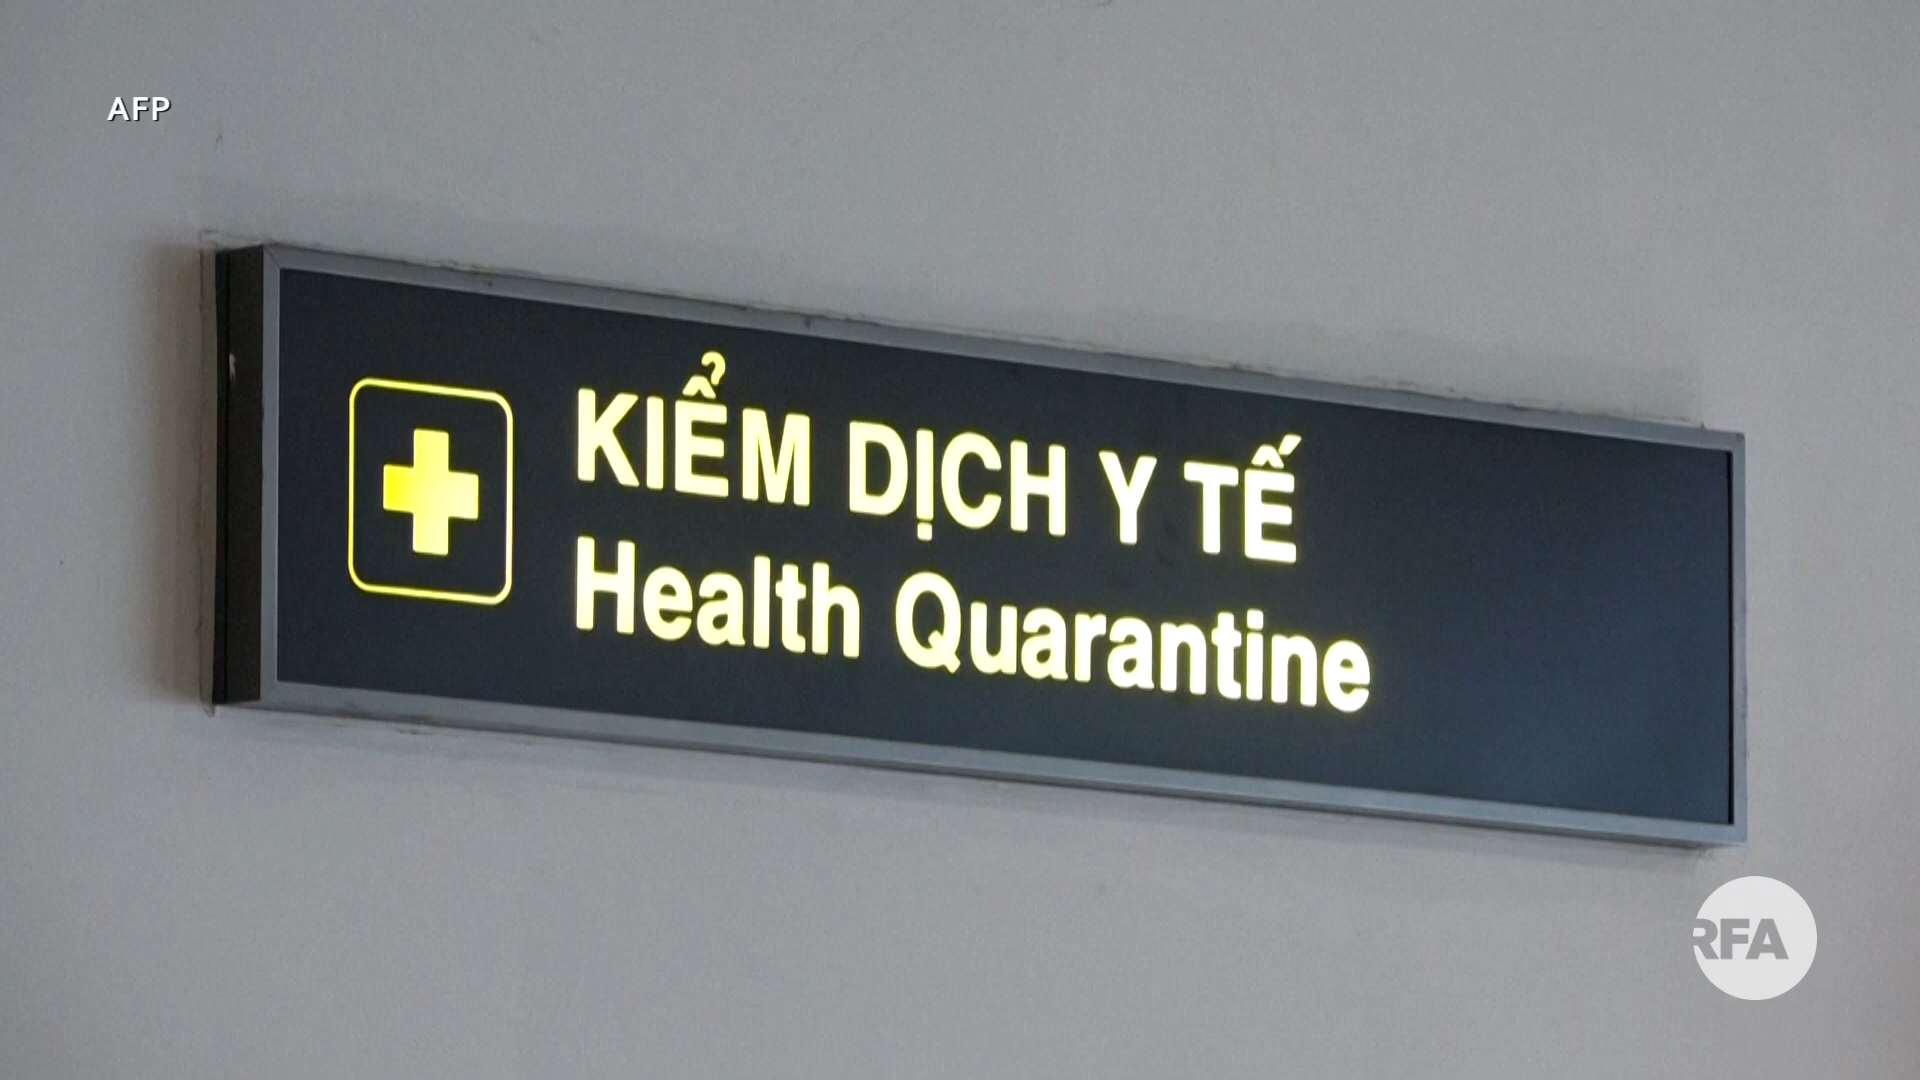 AFP
KIỂM DỊCH Y TẾ
Health Quarantine
RFA